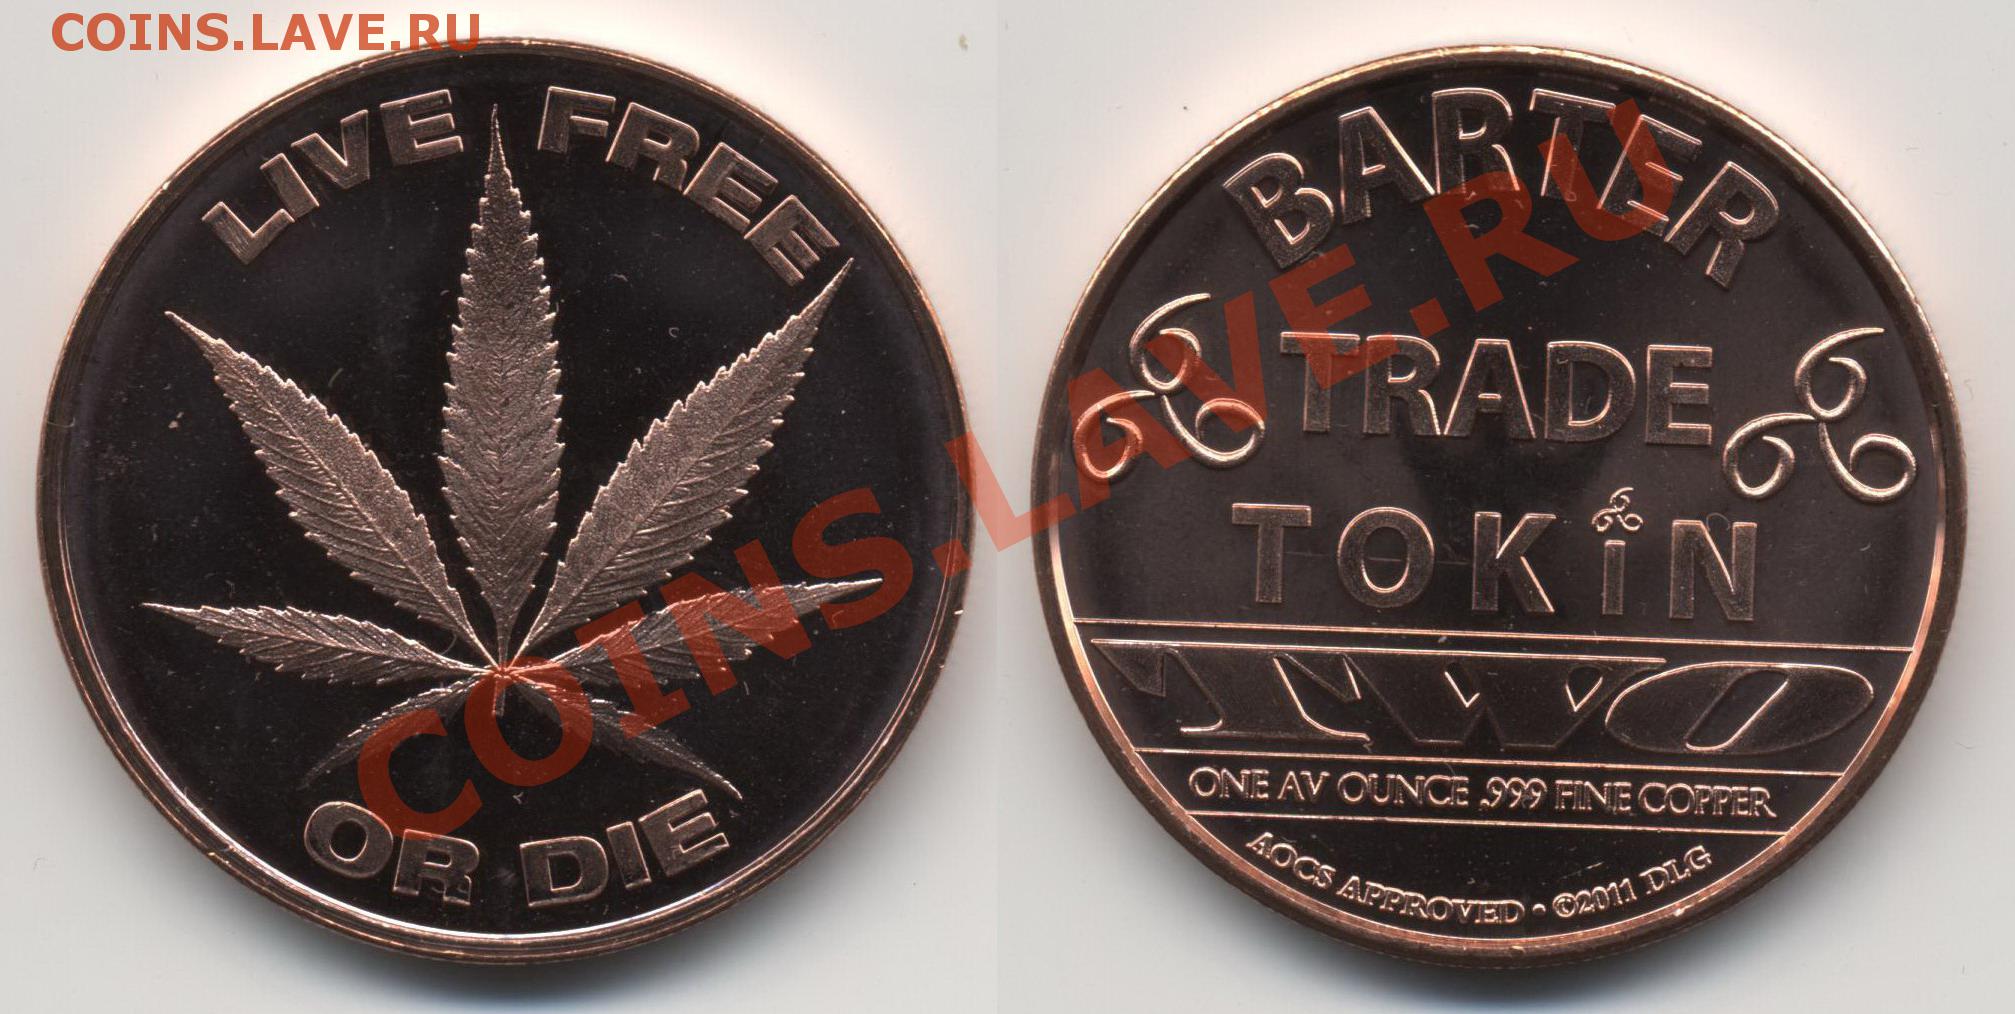 COINS.LAVE.RU
LIVE FREE
OR DIE
BARTER
TRADE
TOKiN
TWO
ONE AV OUNCE .999 FINE COPPER
AOCS APPROVED • ©2011 DLG
COINS.LAVE.RU